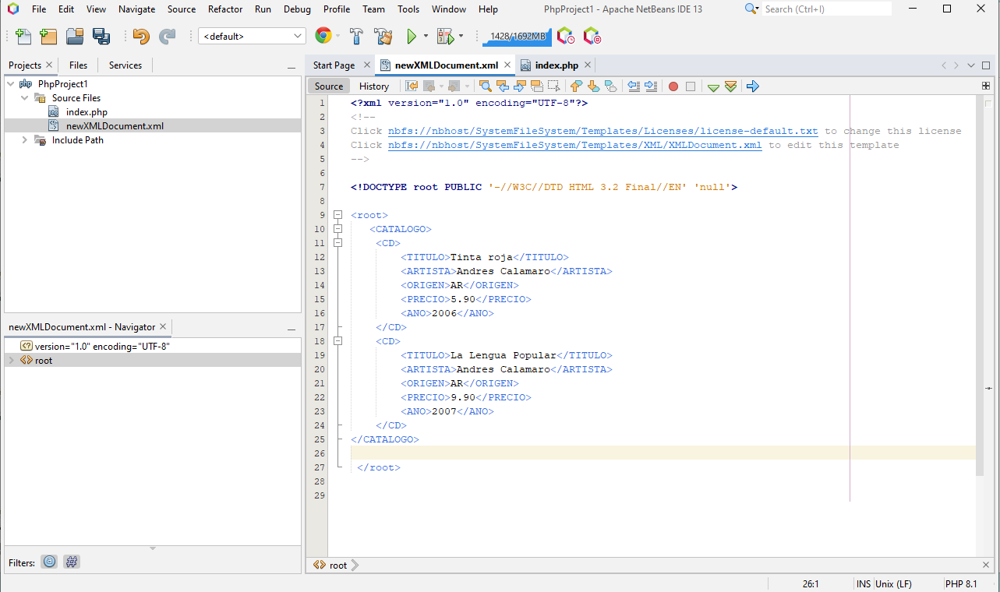 File Edit View Navigate Source Refactor Run Debug Profile Team Tools Window Help PhpProject1 - Apache NetBeans IDE 13 Search (Ctrl+I)
<default> 1428/1692MB
Projects Files Services
PhpProject1
Source Files
index.php
newXMLDocument.xml
Include Path
newXMLDocument.xml - Navigator
version="1.0" encoding="UTF-8"
root
Filters:
Start Page newXMLDocument.xml index.php
Source History
1 <?xml version="1.0" encoding="UTF-8"?>
2 <!--
3 Click nbfs://nbhost/SystemFileSystem/Templates/Licenses/license-default.txt to change this license
4 Click nbfs://nbhost/SystemFileSystem/Templates/XML/XMLDocument.xml to edit this template
5 -->
6
7 <!DOCTYPE root PUBLIC '-//W3C//DTD HTML 3.2 Final//EN' 'null'>
8
9 <root>
10 <CATALOGO>
11 <CD>
12 <TITULO>Tinta roja</TITULO>
13 <ARTISTA>Andres Calamaro</ARTISTA>
14 <ORIGEN>AR</ORIGEN>
15 <PRECIO>5.90</PRECIO>
16 <ANO>2006</ANO>
17 </CD>
18 <CD>
19 <TITULO>La Lengua Popular</TITULO>
20 <ARTISTA>Andres Calamaro</ARTISTA>
21 <ORIGEN>AR</ORIGEN>
22 <PRECIO>9.90</PRECIO>
23 <ANO>2007</ANO>
24 </CD>
25 </CATALOGO>
26
27 </root>
28
29
root
26:1 INS Unix (LF) PHP 8.1